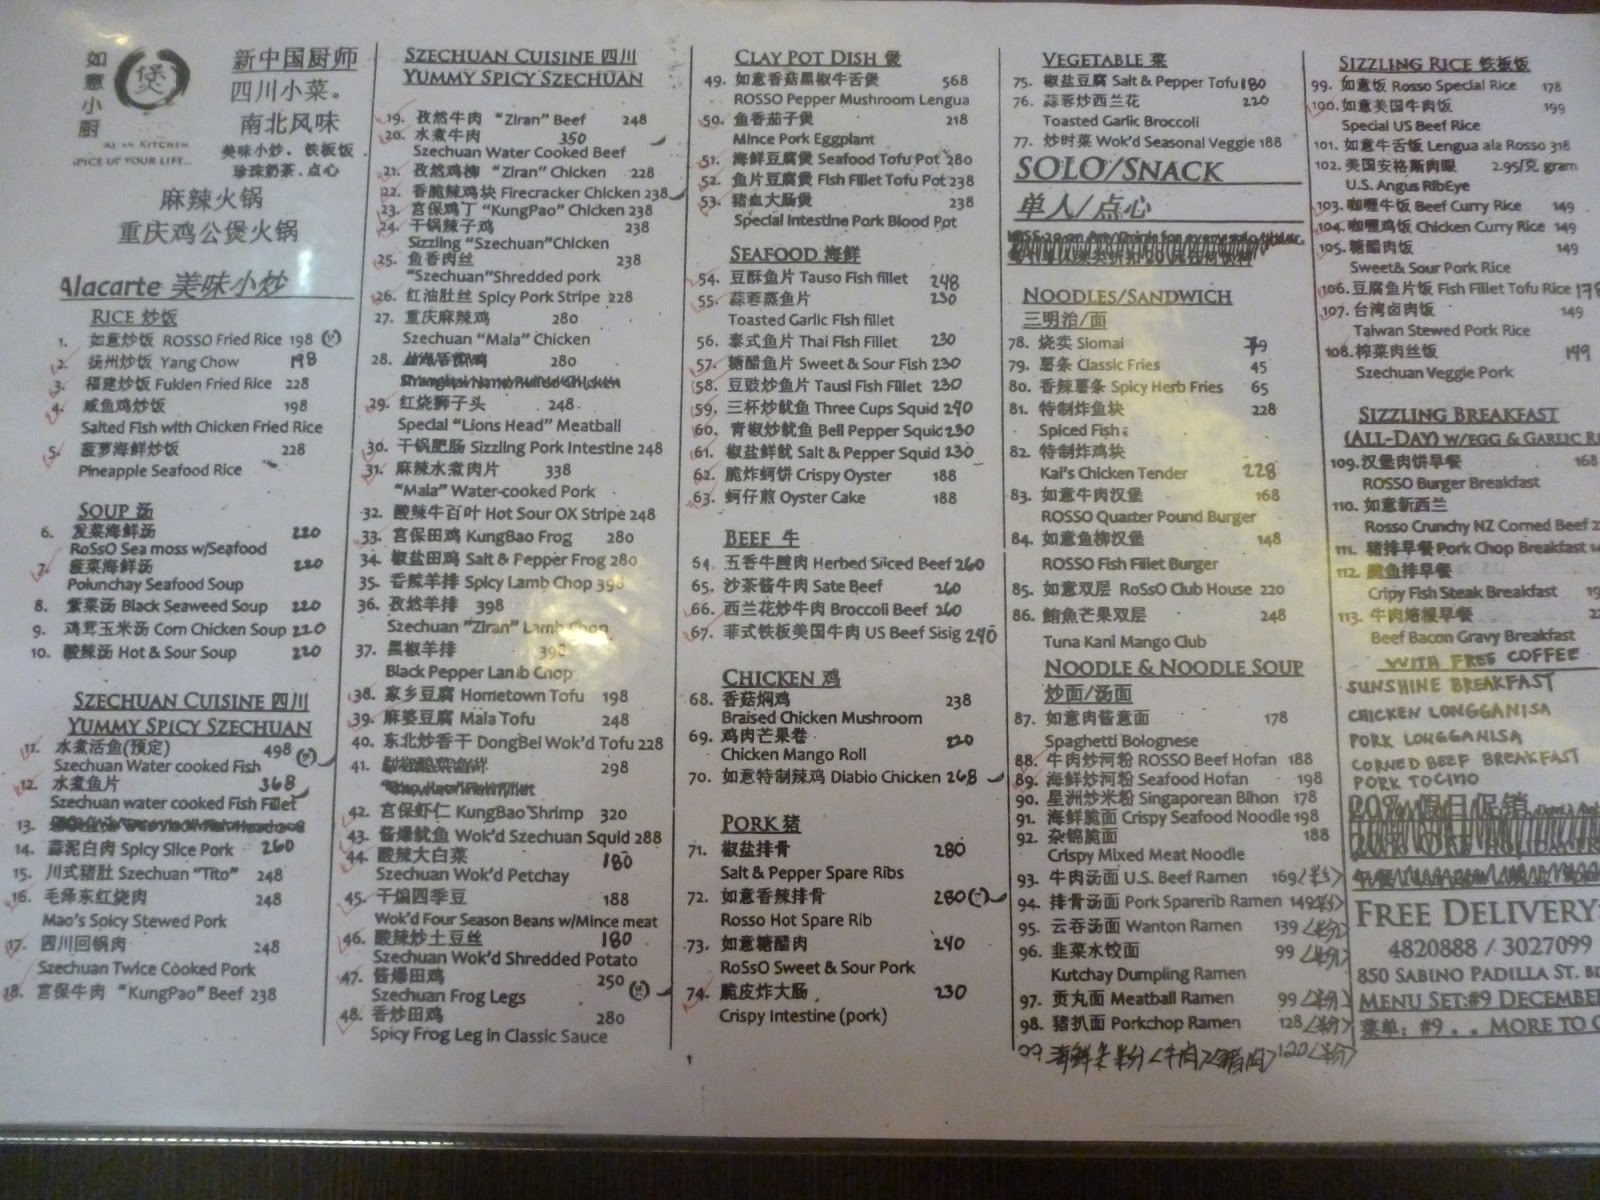 如意小厨
煲
新中国厨师
四川小菜。
南北风味
美味小炒、铁板饭
珍珠奶茶．点心
SPICE UP YOUR LIFE...
麻辣火锅
重庆鸡公煲火锅
Alacarte 美味小炒
RICE 炒饭
1. 如意炒饭 ROSSO Fried Rice 198
2. 扬州炒饭 Yang Chow 198
3. 福建炒饭 Fukien Fried Rice 228
4. 咸鱼鸡炒饭 198
Salted Fish with Chicken Fried Rice
5. 菠萝海鲜炒饭 228
Pineapple Seafood Rice
SOUP 汤
6. 发菜海鲜汤 220
RoSsO Sea moss w/Seafood
7. 菠菜海鲜汤 220
Polunchay Seafood Soup
8. 紫菜汤 Black Seaweed Soup 220
9. 鸡茸玉米汤 Corn Chicken Soup 220
10. 酸辣汤 Hot & Sour Soup 220
SZECHUAN CUISINE 四川
YUMMY SPICY SZECHUAN
11. 水煮活鱼(预定) 498
Szechuan Water cooked Fish
12. 水煮鱼片 368
Szechuan water cooked Fish Fillet
13.
14. 蒜泥白肉 Spicy Slice Pork 260
15. 川式猪肚 Szechuan "Tito" 248
16. 毛泽东红烧肉 248
Mao's Spicy Stewed Pork
17. 四川回锅肉 248
Szechuan Twice Cooked Pork
18. 宫保牛肉 "KungPao" Beef 238
SZECHUAN CUISINE 四川
YUMMY SPICY SZECHUAN
19. 孜然牛肉 "Ziran" Beef 248
20. 水煮牛肉 350
Szechuan Water Cooked Beef
21. 孜然鸡柳 "Ziran" Chicken 228
22. 香脆辣鸡块 Firecracker Chicken 238
23. 宫保鸡丁 "KungPao" Chicken 238
24. 干锅辣子鸡 238
Sizzling "Szechuan"Chicken
25. 鱼香肉丝 238
"Szechuan"Shredded pork
26. 红油肚丝 Spicy Pork Stripe 228
27. 重庆麻辣鸡 280
Szechuan "Mala" Chicken
28. 280
29. 红烧狮子头 248
Special "Lions Head" Meatball
30. 干锅肥肠 Sizzling Pork Intestine 248
31. 麻辣水煮肉片 338
"Mala" Water-cooked Pork
32. 酸辣牛百叶 Hot Sour OX Stripe 248
33. 宫保田鸡 KungBao Frog 280
34. 椒盐田鸡 Salt & Pepper Frog 280
35. 香辣羊排 Spicy Lamb Chop 398
36. 孜然羊排 398
Szechuan "Ziran" Lamb Chop
37. 黑椒羊排 398
Black Pepper Lamb Chop
38. 家乡豆腐 Hometown Tofu 198
39. 麻婆豆腐 Mala Tofu 248
40. 东北炒香干 DongBei Wok'd Tofu 228
41. 298
42. 宫保虾仁 KungBao Shrimp 320
43. 酱爆鱿鱼 Wok'd Szechuan Squid 288
44. 酸辣大白菜 180
Szechuan Wok'd Petchay
45. 干煸四季豆 188
Wok'd Four Season Beans w/Mince meat
46. 酸辣炒土豆丝 180
Szechuan Wok'd Shredded Potato
47. 酱爆田鸡 250
Szechuan Frog Legs
48. 香炒田鸡 280
Spicy Frog Leg in Classic Sauce
CLAY POT DISH 煲
49. 如意香菇黑椒牛舌煲 568
ROSSO Pepper Mushroom Lengua
50. 鱼香茄子煲 218
Mince Pork Eggplant
51. 海鲜豆腐煲 Seafood Tofu Pot 280
52. 鱼片豆腐煲 Fish Fillet Tofu Pot 238
53. 猪血大肠煲 238
Special Intestine Pork Blood Pot
SEAFOOD 海鲜
54. 豆酥鱼片 Tauso Fish fillet 248
55. 蒜蓉蒸鱼片 230
Toasted Garlic Fish fillet
56. 泰式鱼片 Thai Fish Fillet 230
57. 糖醋鱼片 Sweet & Sour Fish 230
58. 豆豉炒鱼片 Tausi Fish Fillet 230
59. 三杯炒鱿鱼 Three Cups Squid 240
60. 青椒炒鱿鱼 Bell Pepper Squid 230
61. 椒盐鲜鱿 Salt & Pepper Squid 230
62. 脆炸蚵饼 Crispy Oyster 188
63. 蚵仔煎 Oyster Cake 188
BEEF 牛
64. 五香牛腱肉 Herbed Sliced Beef 260
65. 沙茶酱牛肉 Sate Beef 260
66. 西兰花炒牛肉 Broccoli Beef 260
67. 菲式铁板美国牛肉 US Beef Sisig 240
CHICKEN 鸡
68. 香菇焖鸡 238
Braised Chicken Mushroom
69. 鸡肉芒果卷 220
Chicken Mango Roll
70. 如意特制辣鸡 Diablo Chicken 268
PORK 猪
71. 椒盐排骨 280
Salt & Pepper Spare Ribs
72. 如意香辣排骨 280
Rosso Hot Spare Rib
73. 如意糖醋肉 240
RoSsO Sweet & Sour Pork
74. 脆皮炸大肠 230
Crispy Intestine (pork)
VEGETABLE 菜
75. 椒盐豆腐 Salt & Pepper Tofu 180
76. 蒜蓉炒西兰花 220
Toasted Garlic Broccoli
77. 炒时菜 Wok'd Seasonal Veggie 188
SOLO/SNACK
单人/点心
NOODLES/SANDWICH
三明治/面
78. 烧卖 Siomai 79
79. 薯条 Classic Fries 45
80. 香辣薯条 Spicy Herb Fries 65
81. 特制炸鱼块 228
Spiced Fish
82. 特制炸鸡块
Kai's Chicken Tender 228
83. 如意牛肉汉堡 168
ROSSO Quarter Pound Burger
84. 如意鱼柳汉堡 148
ROSSO Fish Fillet Burger
85. 如意双层 RoSsO Club House 220
86. 鲔魚芒果双层 248
Tuna Kani Mango Club
NOODLE & NOODLE SOUP
炒面/汤面
87. 如意肉酱意面 178
Spaghetti Bolognese
88. 牛肉炒河粉 ROSSO Beef Hofan 188
89. 海鲜炒河粉 Seafood Hofan 198
90. 星洲炒米粉 Singaporean Bihon 178
91. 海鲜脆面 Crispy Seafood Noodle 198
92. 杂锦脆面 188
Crispy Mixed Meat Noodle
93. 牛肉汤面 U.S. Beef Ramen 169
94. 排骨汤面 Pork Sparerib Ramen 149
95. 云吞汤面 Wanton Ramen 139
96. 韭菜水饺面 99
Kutchay Dumpling Ramen
97. 贡丸面 Meatball Ramen 99
98. 猪扒面 Porkchop Ramen 128
99. 120
SIZZLING RICE 铁板饭
99. 如意饭 Rosso Special Rice 178
100. 如意美国牛肉饭 199
Special US Beef Rice
101. 如意牛舌饭 Lengua ala Rosso 318
102. 美国安格斯肉眼 2.95/克 gram
U.S. Angus RibEye
103. 咖喱牛饭 Beef Curry Rice 149
104. 咖喱鸡饭 Chicken Curry Rice 149
105. 糖醋肉饭 149
Sweet& Sour Pork Rice
106. 豆腐鱼片饭 Fish Fillet Tofu Rice 178
107. 台湾卤肉饭 149
Taiwan Stewed Pork Rice
108. 榨菜肉丝饭 149
Szechuan Veggie Pork
SIZZLING BREAKFAST
(ALL-DAY) W/EGG & GARLIC
109. 汉堡肉饼早餐 168
ROSSO Burger Breakfast
110. 如意新西兰
Rosso Crunchy NZ Corned Beef
111. 猪排早餐 Pork Chop Breakfast
112. 脆鱼排早餐
Cripy Fish Steak Breakfast
113. 牛肉培根早餐
Beef Bacon Gravy Breakfast
WITH FREE COFFEE
SUNSHINE BREAKFAST
CHICKEN LONGGANISA
PORK LONGGANISA
CORNED BEEF BREAKFAST
PORK TOCINO
FREE DELIVERY:
4820888 / 3027099
850 SABINO PADILLA ST.
MENU SET:#9 DECEMBER
菜单：#9 . . MORE TO